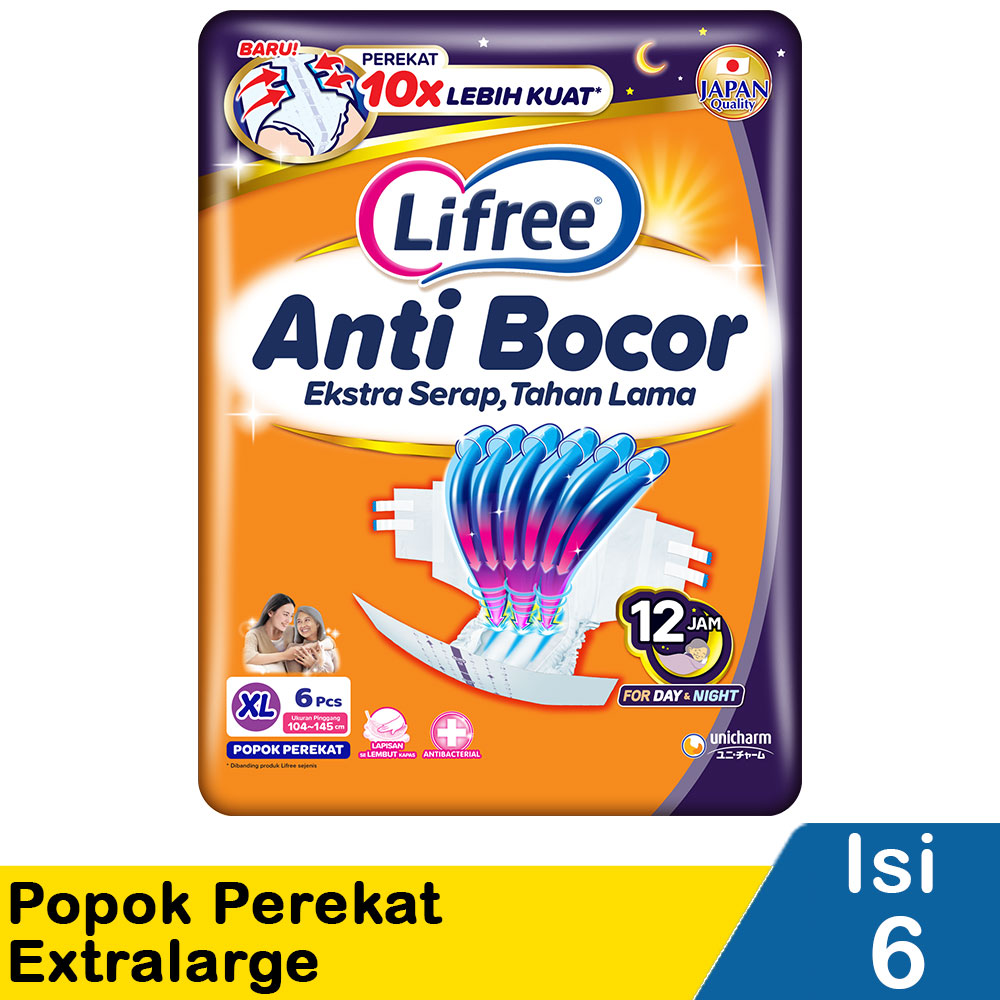 BARU!
PEREKAT
10x LEBIH KUAT*
JAPAN
Quality
Lifree®
Anti Bocor
Ekstra Serap, Tahan Lama
12 JAM
FOR DAY & NIGHT
XL
6 Pcs
Ukuran Pinggang
104~145 cm
POPOK PEREKAT
LAPISAN
SELEMBUT KAPAS
ANTIBACTERIAL
* Dibanding produk Lifree sejenis
unicharm
ユニ・チャーム
Popok Perekat
Extralarge
Isi
6